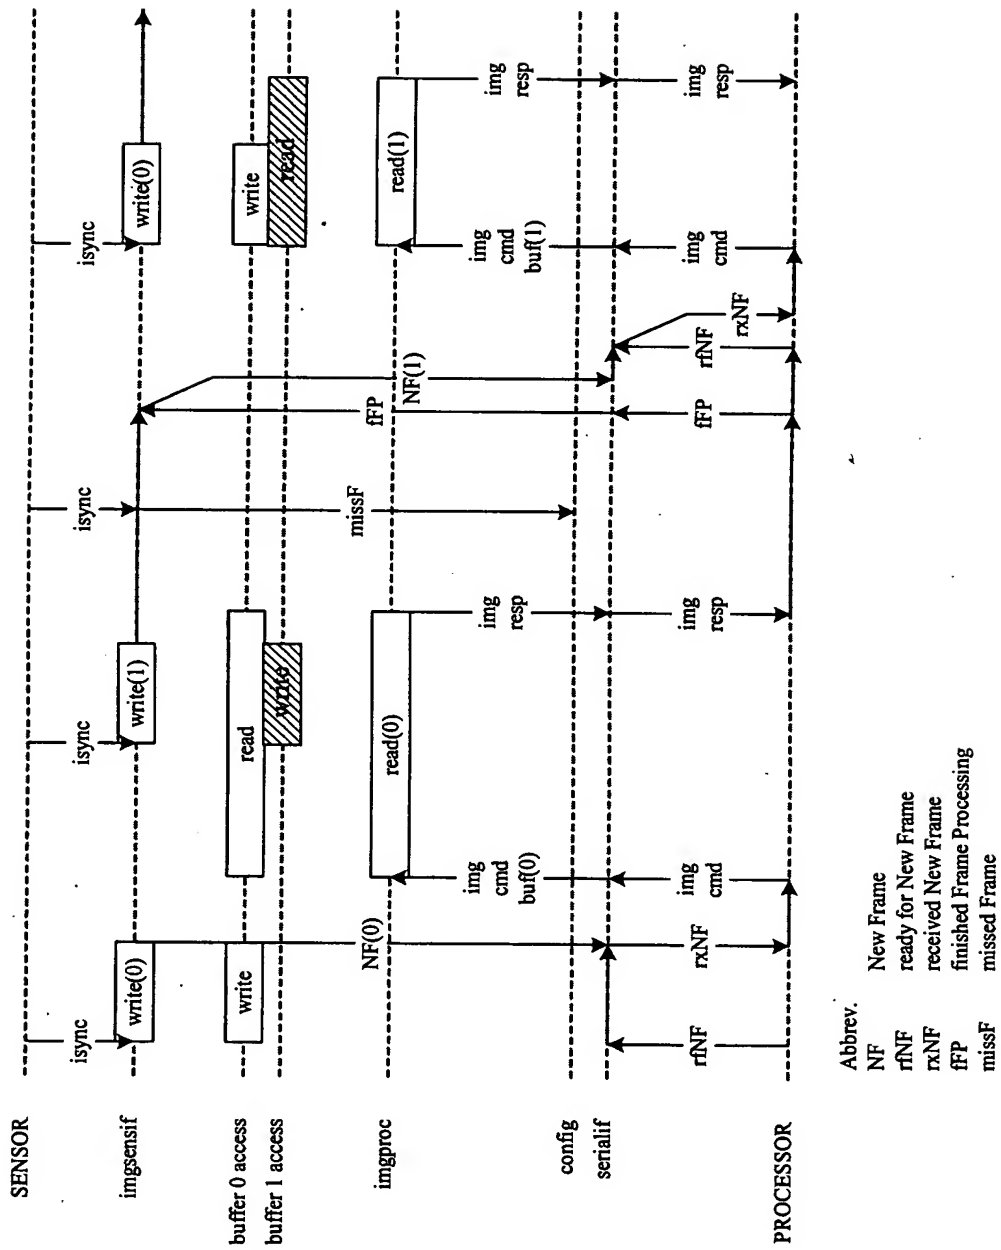 SENSOR
isync
isync
isync
isync
imgsensif
write(0)
write(1)
write(0)
buffer 0 access
write
read
write
buffer 1 access
write
read
NF(0)
missF
fFP
NF(1)
imgproc
read(0)
read(1)
img
cmd
buf(0)
img
resp
img
cmd
buf(1)
img
resp
config
serialif
rfNF
rxNF
img
cmd
img
resp
fFP
rfNF
rxNF
img
cmd
img
resp
PROCESSOR
Abbrev.
NF New Frame
rfNF ready for New Frame
rxNF received New Frame
fFP finished Frame Processing
missF missed Frame